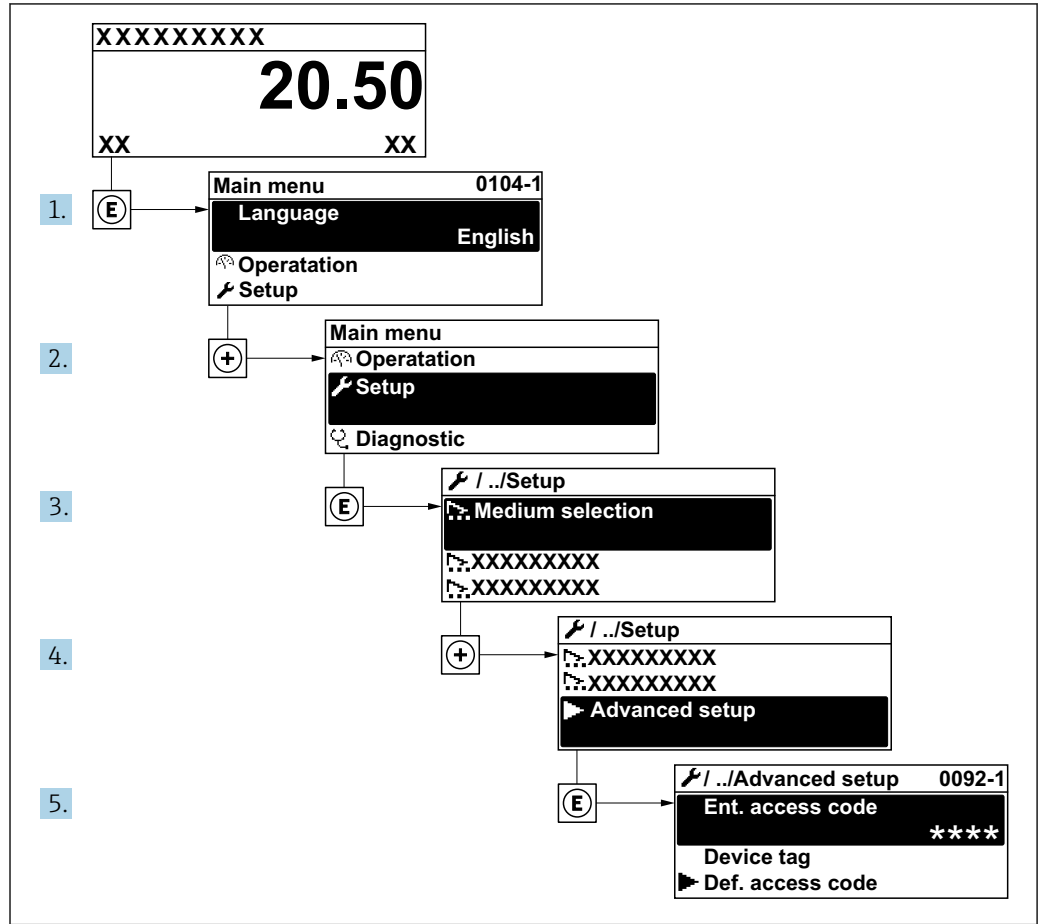 XXXXXXXXX
20.50
XX XX
1. E
Main menu 0104-1
Language
English
Operatation
Setup
2. +
Main menu
Operatation
Setup
Diagnostic
3. E
/ ../Setup
Medium selection
XXXXXXXXX
XXXXXXXXX
4. +
/ ../Setup
XXXXXXXXX
XXXXXXXXX
Advanced setup
5. E
/ ../Advanced setup 0092-1
Ent. access code
****
Device tag
Def. access code